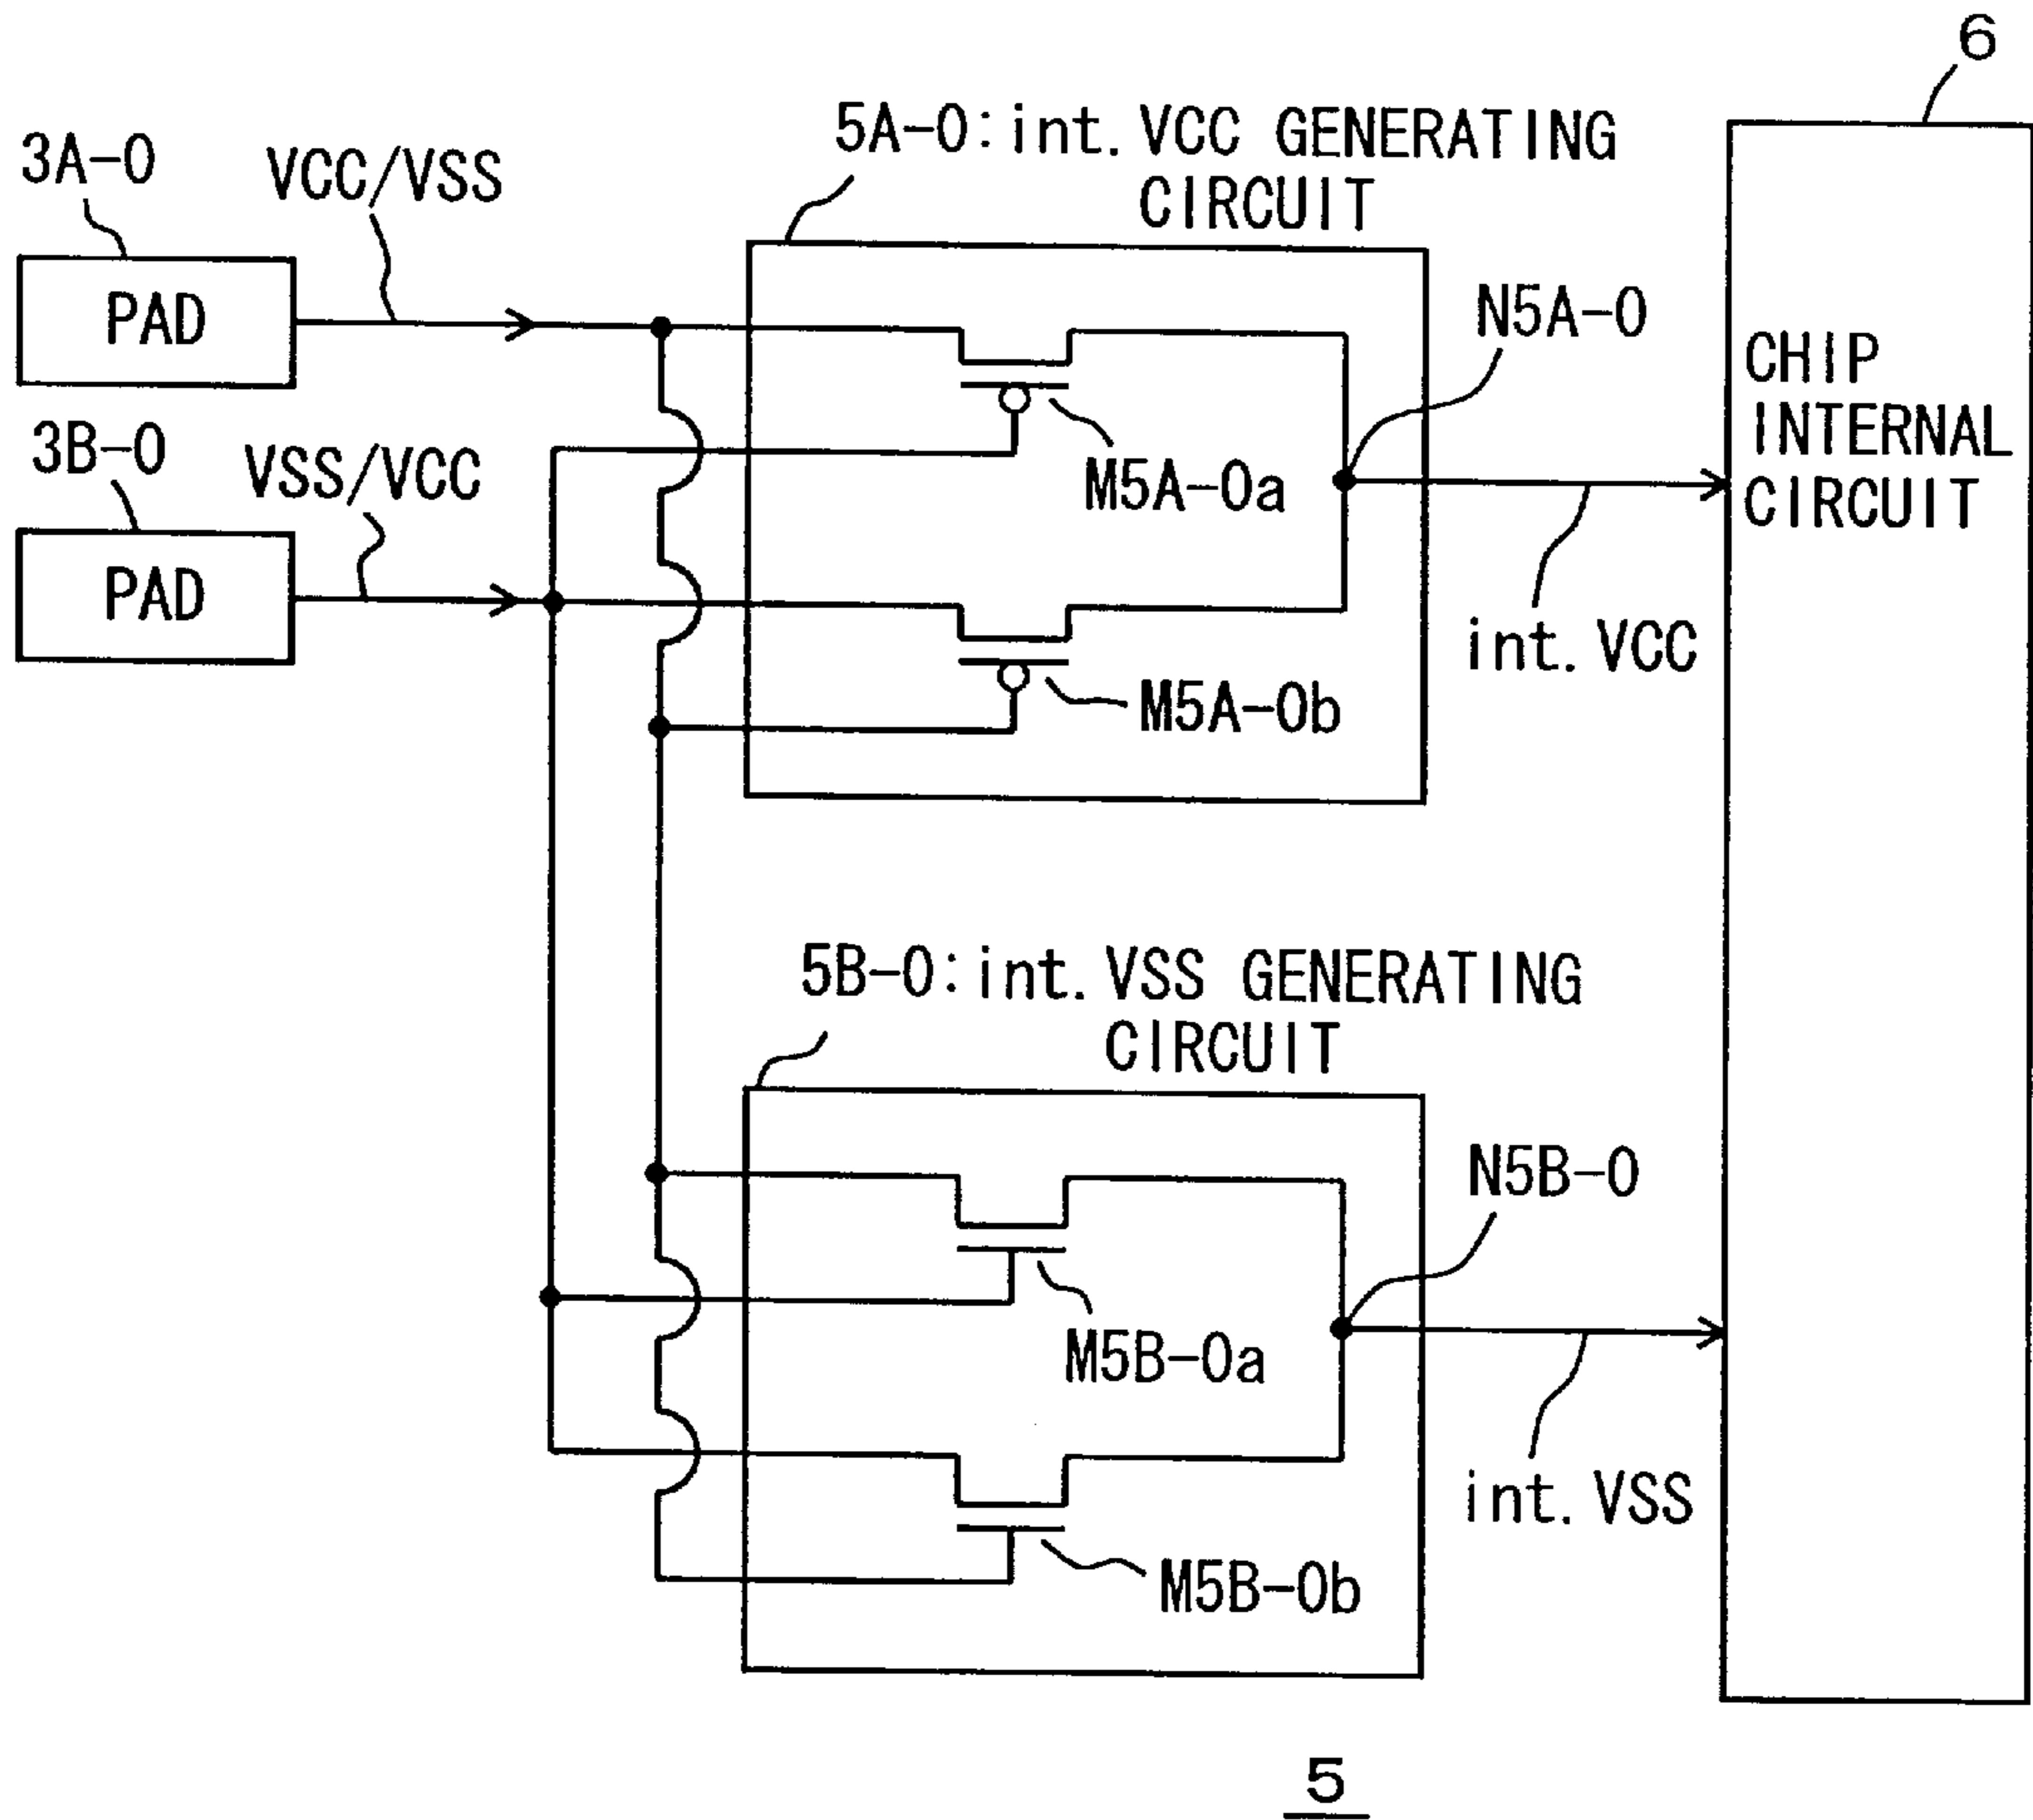 6
5A-0:int.VCC GENERATING
CIRCUIT
3A-0
VCC/VSS
PAD
N5A-0
CHIP
INTERNAL
CIRCUIT
3B-0
VSS/VCC
M5A-0a
PAD
int.VCC
M5A-0b
5B-0:int.VSS GENERATING
CIRCUIT
N5B-0
M5B-0a
int.VSS
M5B-0b
5